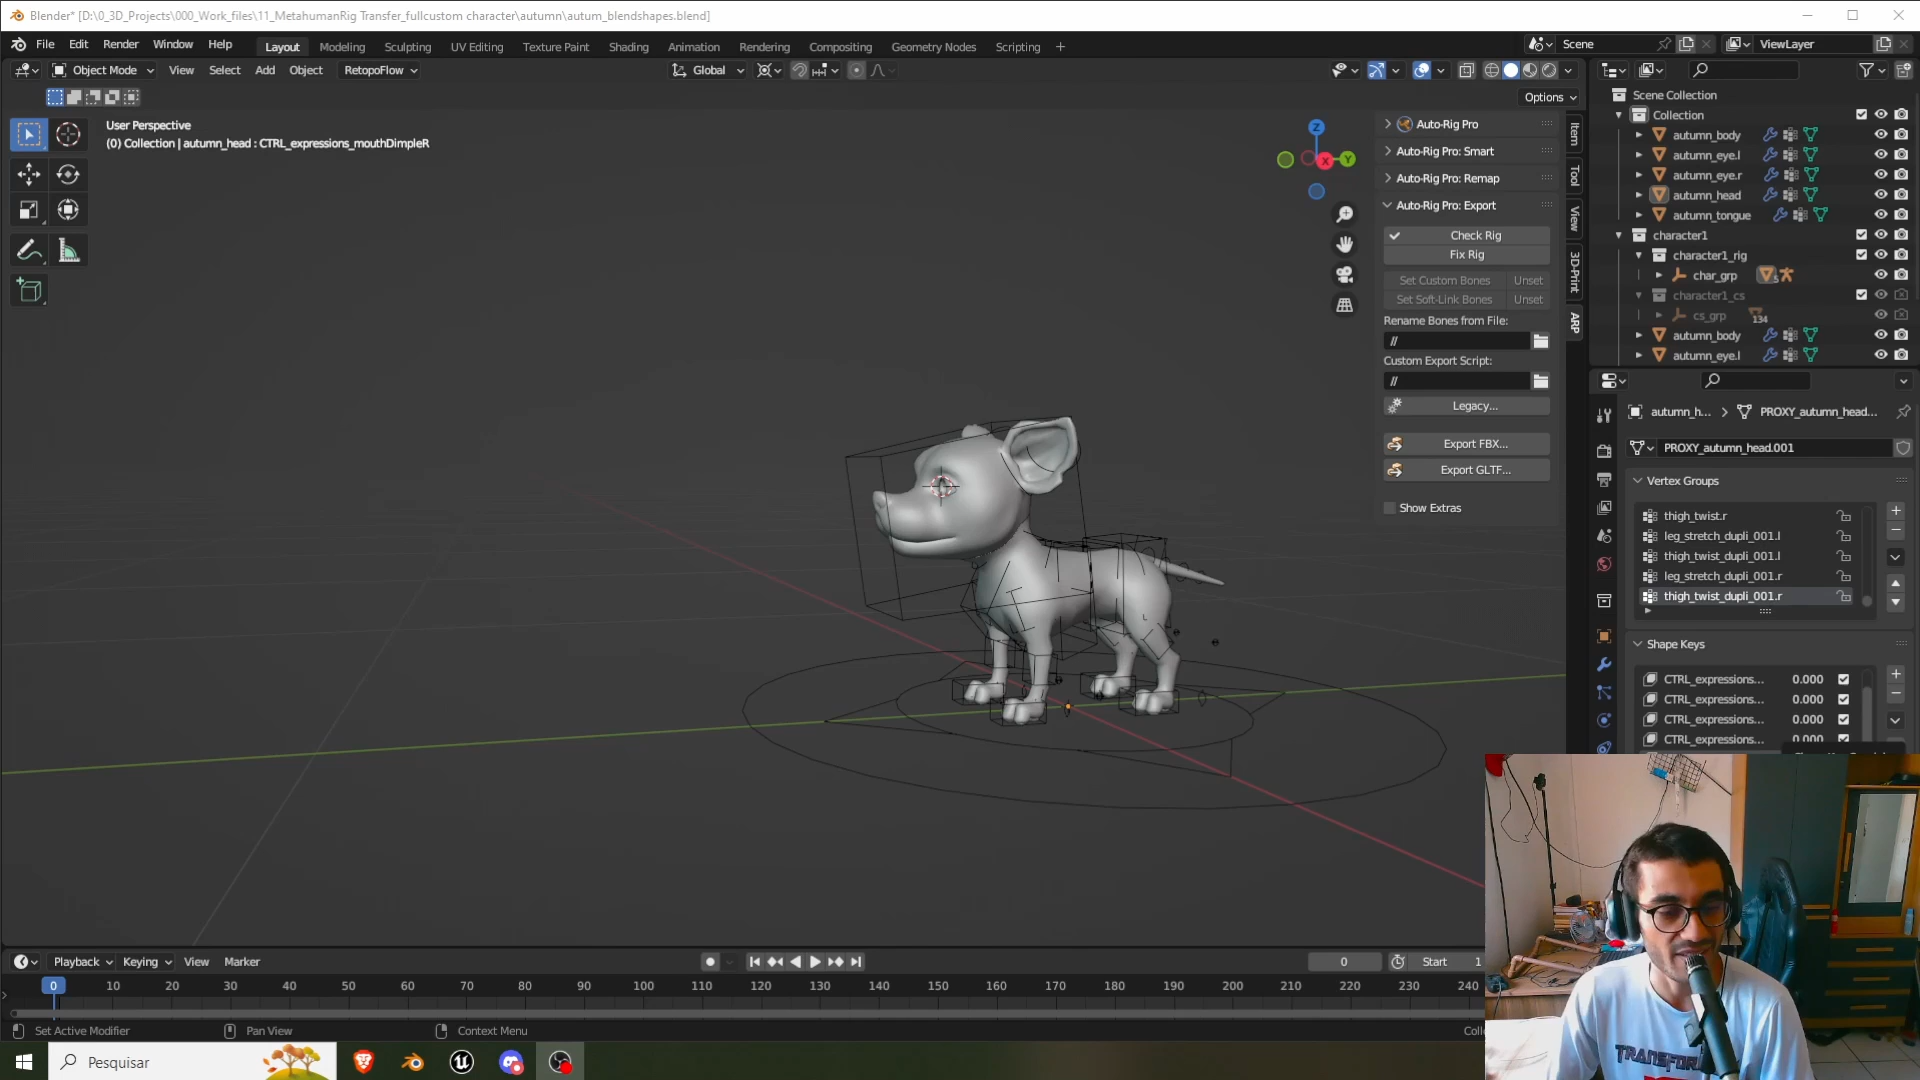 Blender* [D:\0_3D_Projects\000_Work_files\11_MetahumanRig Transfer_fullcustom character\autumn\autum_blendshapes.blend]
File Edit Render Window Help Layout Modeling Sculpting UV Editing Texture Paint Shading Animation Rendering Compositing Geometry Nodes Scripting + Scene ViewLayer
Object Mode View Select Add Object RetopoFlow Global
Options
User Perspective
(0) Collection | autumn_head : CTRL_expressions_mouthDimpleR
Z
X
Y
Auto-Rig Pro
Auto-Rig Pro: Smart
Auto-Rig Pro: Remap
Auto-Rig Pro: Export
Check Rig
Fix Rig
Set Custom Bones Unset
Set Soft-Link Bones Unset
Rename Bones from File:
//
Custom Export Script:
//
Legacy...
Export FBX...
Export GLTF...
Show Extras
Item
Tool
View
3D-Print
ARP
Scene Collection
Collection
autumn_body
autumn_eye.l
autumn_eye.r
autumn_head
autumn_tongue
character1
character1_rig
char_grp 5
character1_cs
cs_grp 134
autumn_body
autumn_eye.l
autumn_h... > PROXY_autumn_head...
PROXY_autumn_head.001
Vertex Groups
thigh_twist.r
leg_stretch_dupli_001.l
thigh_twist_dupli_001.l
leg_stretch_dupli_001.r
thigh_twist_dupli_001.r
Shape Keys
CTRL_expressions... 0.000
CTRL_expressions... 0.000
CTRL_expressions... 0.000
CTRL_expressions... 0.000
Playback Keying View Marker 0 Start 1
0 10 20 30 40 50 60 70 80 90 100 110 120 130 140 150 160 170 180 190 200 210 220 230 240
Set Active Modifier Pan View Context Menu
Pesquisar